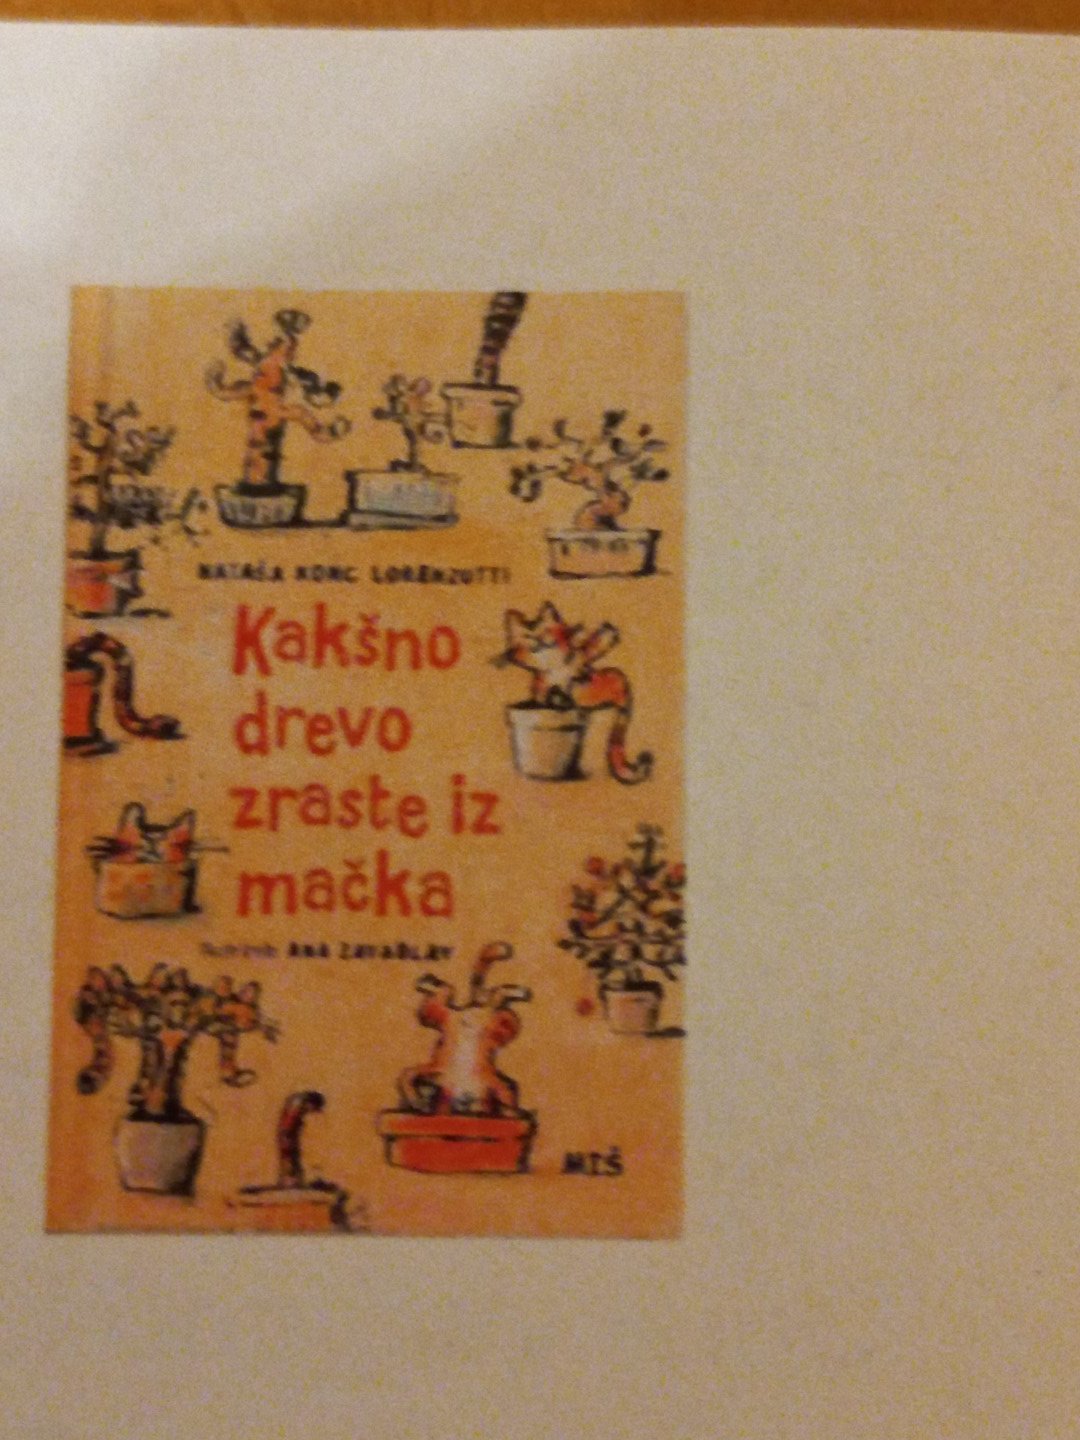 NATAŠA KONC LORENZUTTI
Kakšno
drevo
zraste iz
mačka
ANA ZAVADLAV
MIŠ